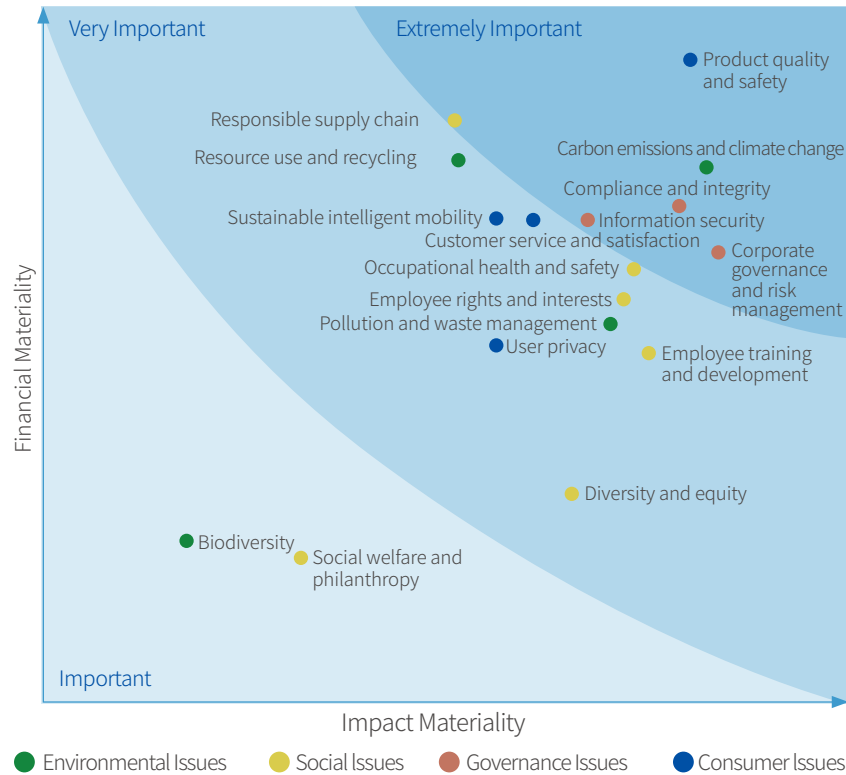 Very Important
Extremely Important
Product quality
and safety
Responsible supply chain
Resource use and recycling
Carbon emissions and climate change
Compliance and integrity
Sustainable intelligent mobility
Information security
Customer service and satisfaction
Corporate
governance
and risk
management
Occupational health and safety
Employee rights and interests
Pollution and waste management
User privacy
Employee training
and development
Diversity and equity
Biodiversity
Social welfare and
philanthropy
Important
Financial Materiality
Impact Materiality
Environmental Issues
Social Issues
Governance Issues
Consumer Issues